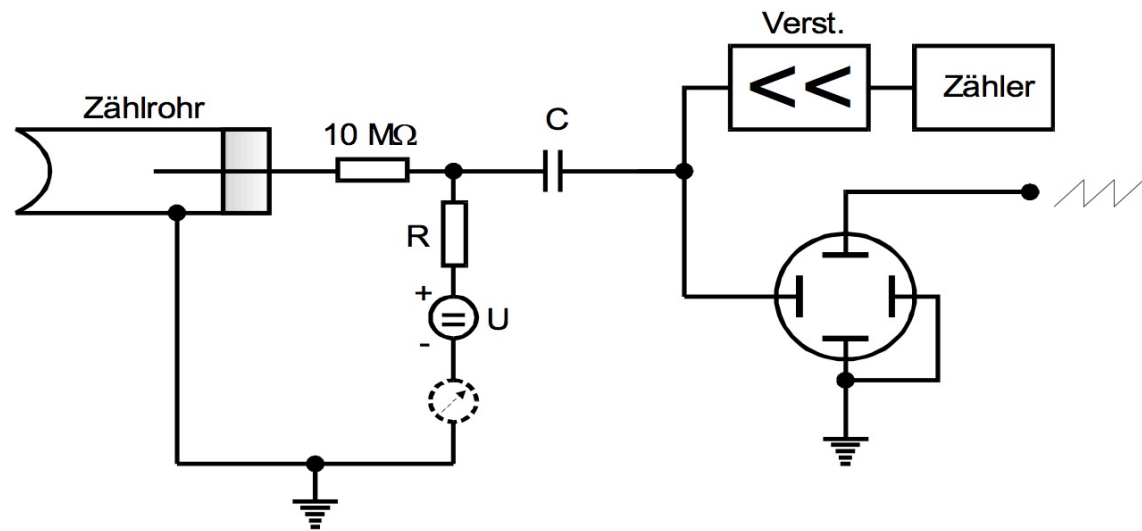 Verst.
<<
Zähler
Zählrohr
10 MΩ
C
R
+
=
U
-